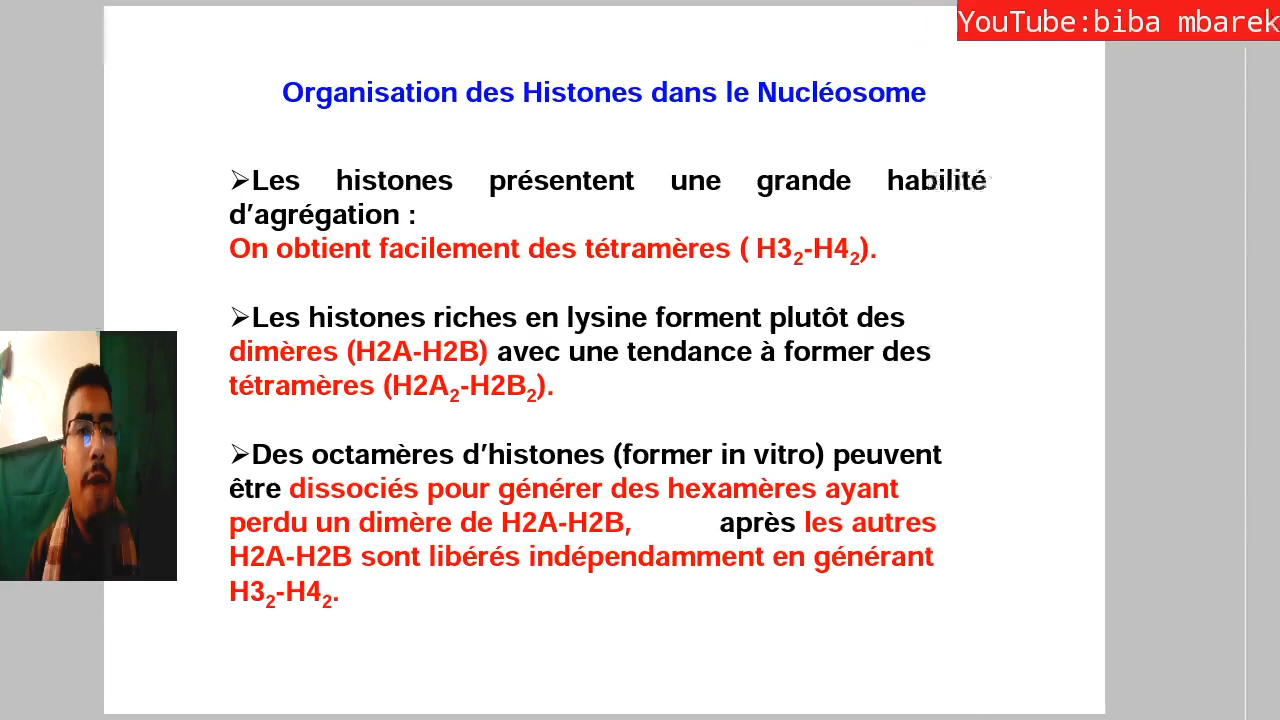 YouTube:biba mbarek
Organisation des Histones dans le Nucléosome
➢Les histones présentent une grande habilité
d’agrégation :
On obtient facilement des tétramères ( H3₂-H4₂).
➢Les histones riches en lysine forment plutôt des
dimères (H2A-H2B) avec une tendance à former des
tétramères (H2A₂-H2B₂).
➢Des octamères d’histones (former in vitro) peuvent
être dissociés pour générer des hexamères ayant
perdu un dimère de H2A-H2B, après les autres
H2A-H2B sont libérés indépendamment en générant
H3₂-H4₂.